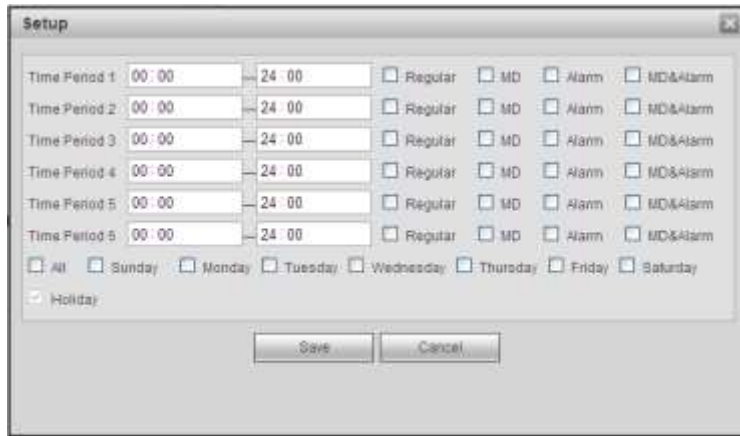 Setup
Time Period 1 00:00 — 24:00 Regular MD Alarm MD&Alarm
Time Period 2 00:00 — 24:00 Regular MD Alarm MD&Alarm
Time Period 3 00:00 — 24:00 Regular MD Alarm MD&Alarm
Time Period 4 00:00 — 24:00 Regular MD Alarm MD&Alarm
Time Period 5 00:00 — 24:00 Regular MD Alarm MD&Alarm
Time Period 6 00:00 — 24:00 Regular MD Alarm MD&Alarm
All Sunday Monday Tuesday Wednesday Thursday Friday Saturday
Holiday
Save Cancel